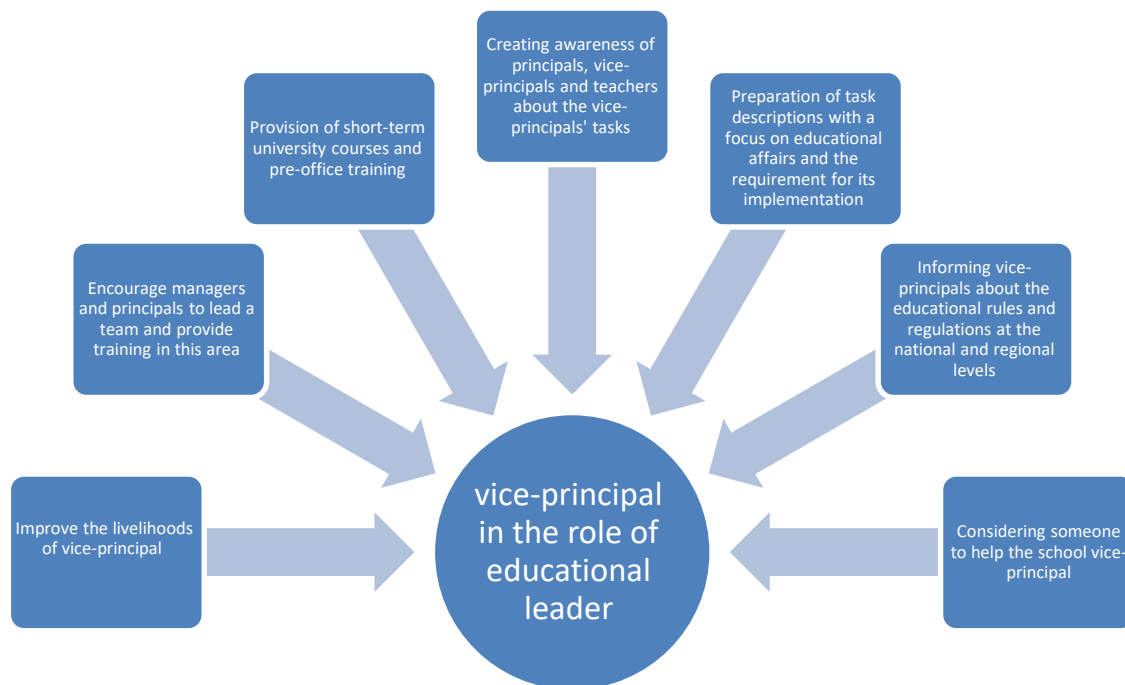 Creating awareness of
principals, vice-
principals and teachers
about the vice-
principals' tasks
Provision of short-term
university courses and
pre-office training
Preparation of task
descriptions with a
focus on educational
affairs and the
requirement for its
implementation
Encourage managers
and principals to lead a
team and provide
training in this area
Informing vice-
principals about the
educational rules and
regulations at the
national and regional
levels
Improve the livelihoods
of vice-principal
vice-principal
in the role of
educational
leader
Considering someone
to help the school vice-
principal